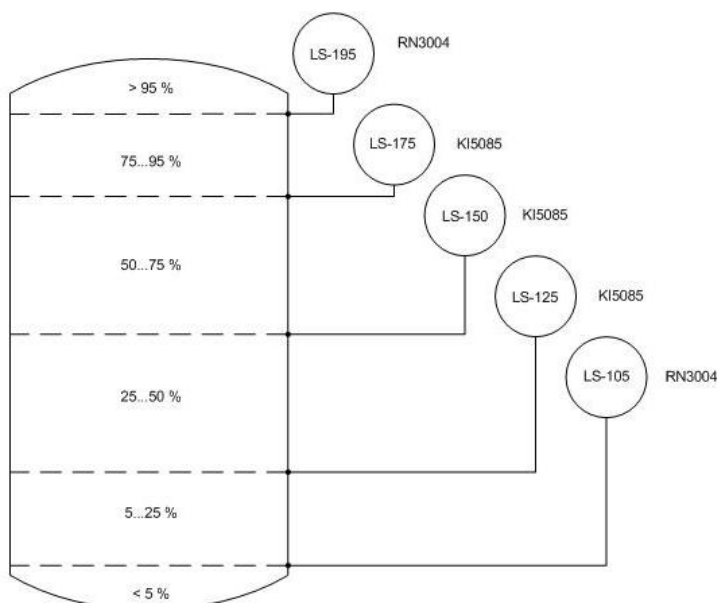 LS-195 RN3004
> 95 %
LS-175 KI5085
75...95 %
LS-150 KI5085
50...75 %
LS-125 KI5085
LS-105 RN3004
25...50 %
5...25 %
< 5 %